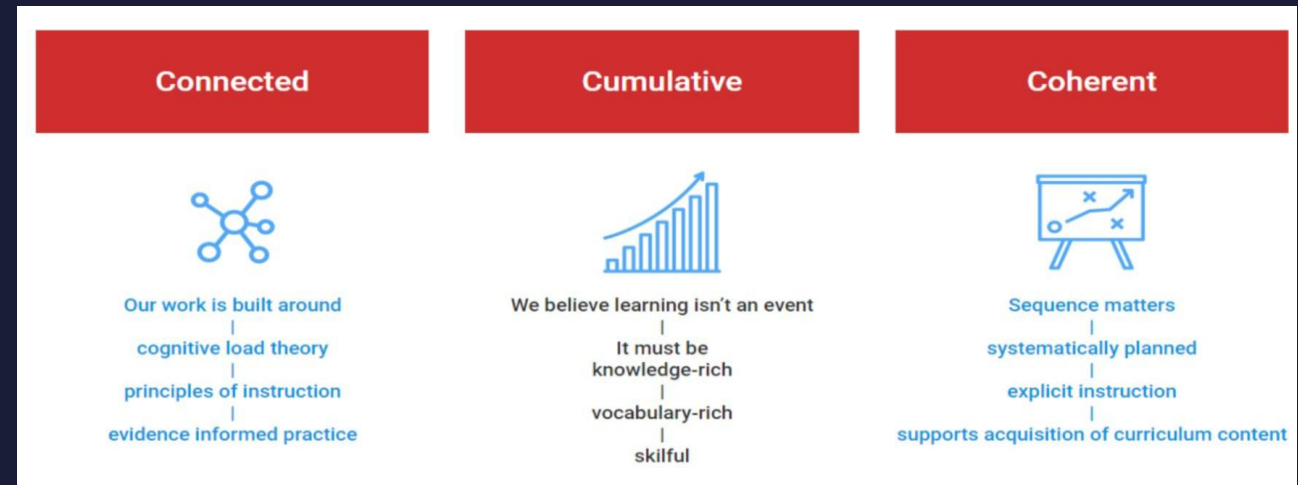 Connected
Our work is built around
|
cognitive load theory
|
principles of instruction
|
evidence informed practice
Cumulative
We believe learning isn't an event
|
It must be
knowledge-rich
|
vocabulary-rich
|
skilful
Coherent
Sequence matters
|
systematically planned
|
explicit instruction
|
supports acquisition of curriculum content